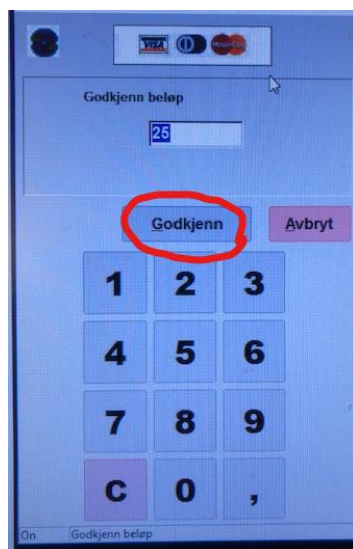 VISA MasterCard
Godkjenn beløp
25
Godkjenn Avbryt
1 2 3
4 5 6
7 8 9
C 0 ,
On Godkjenn beløp